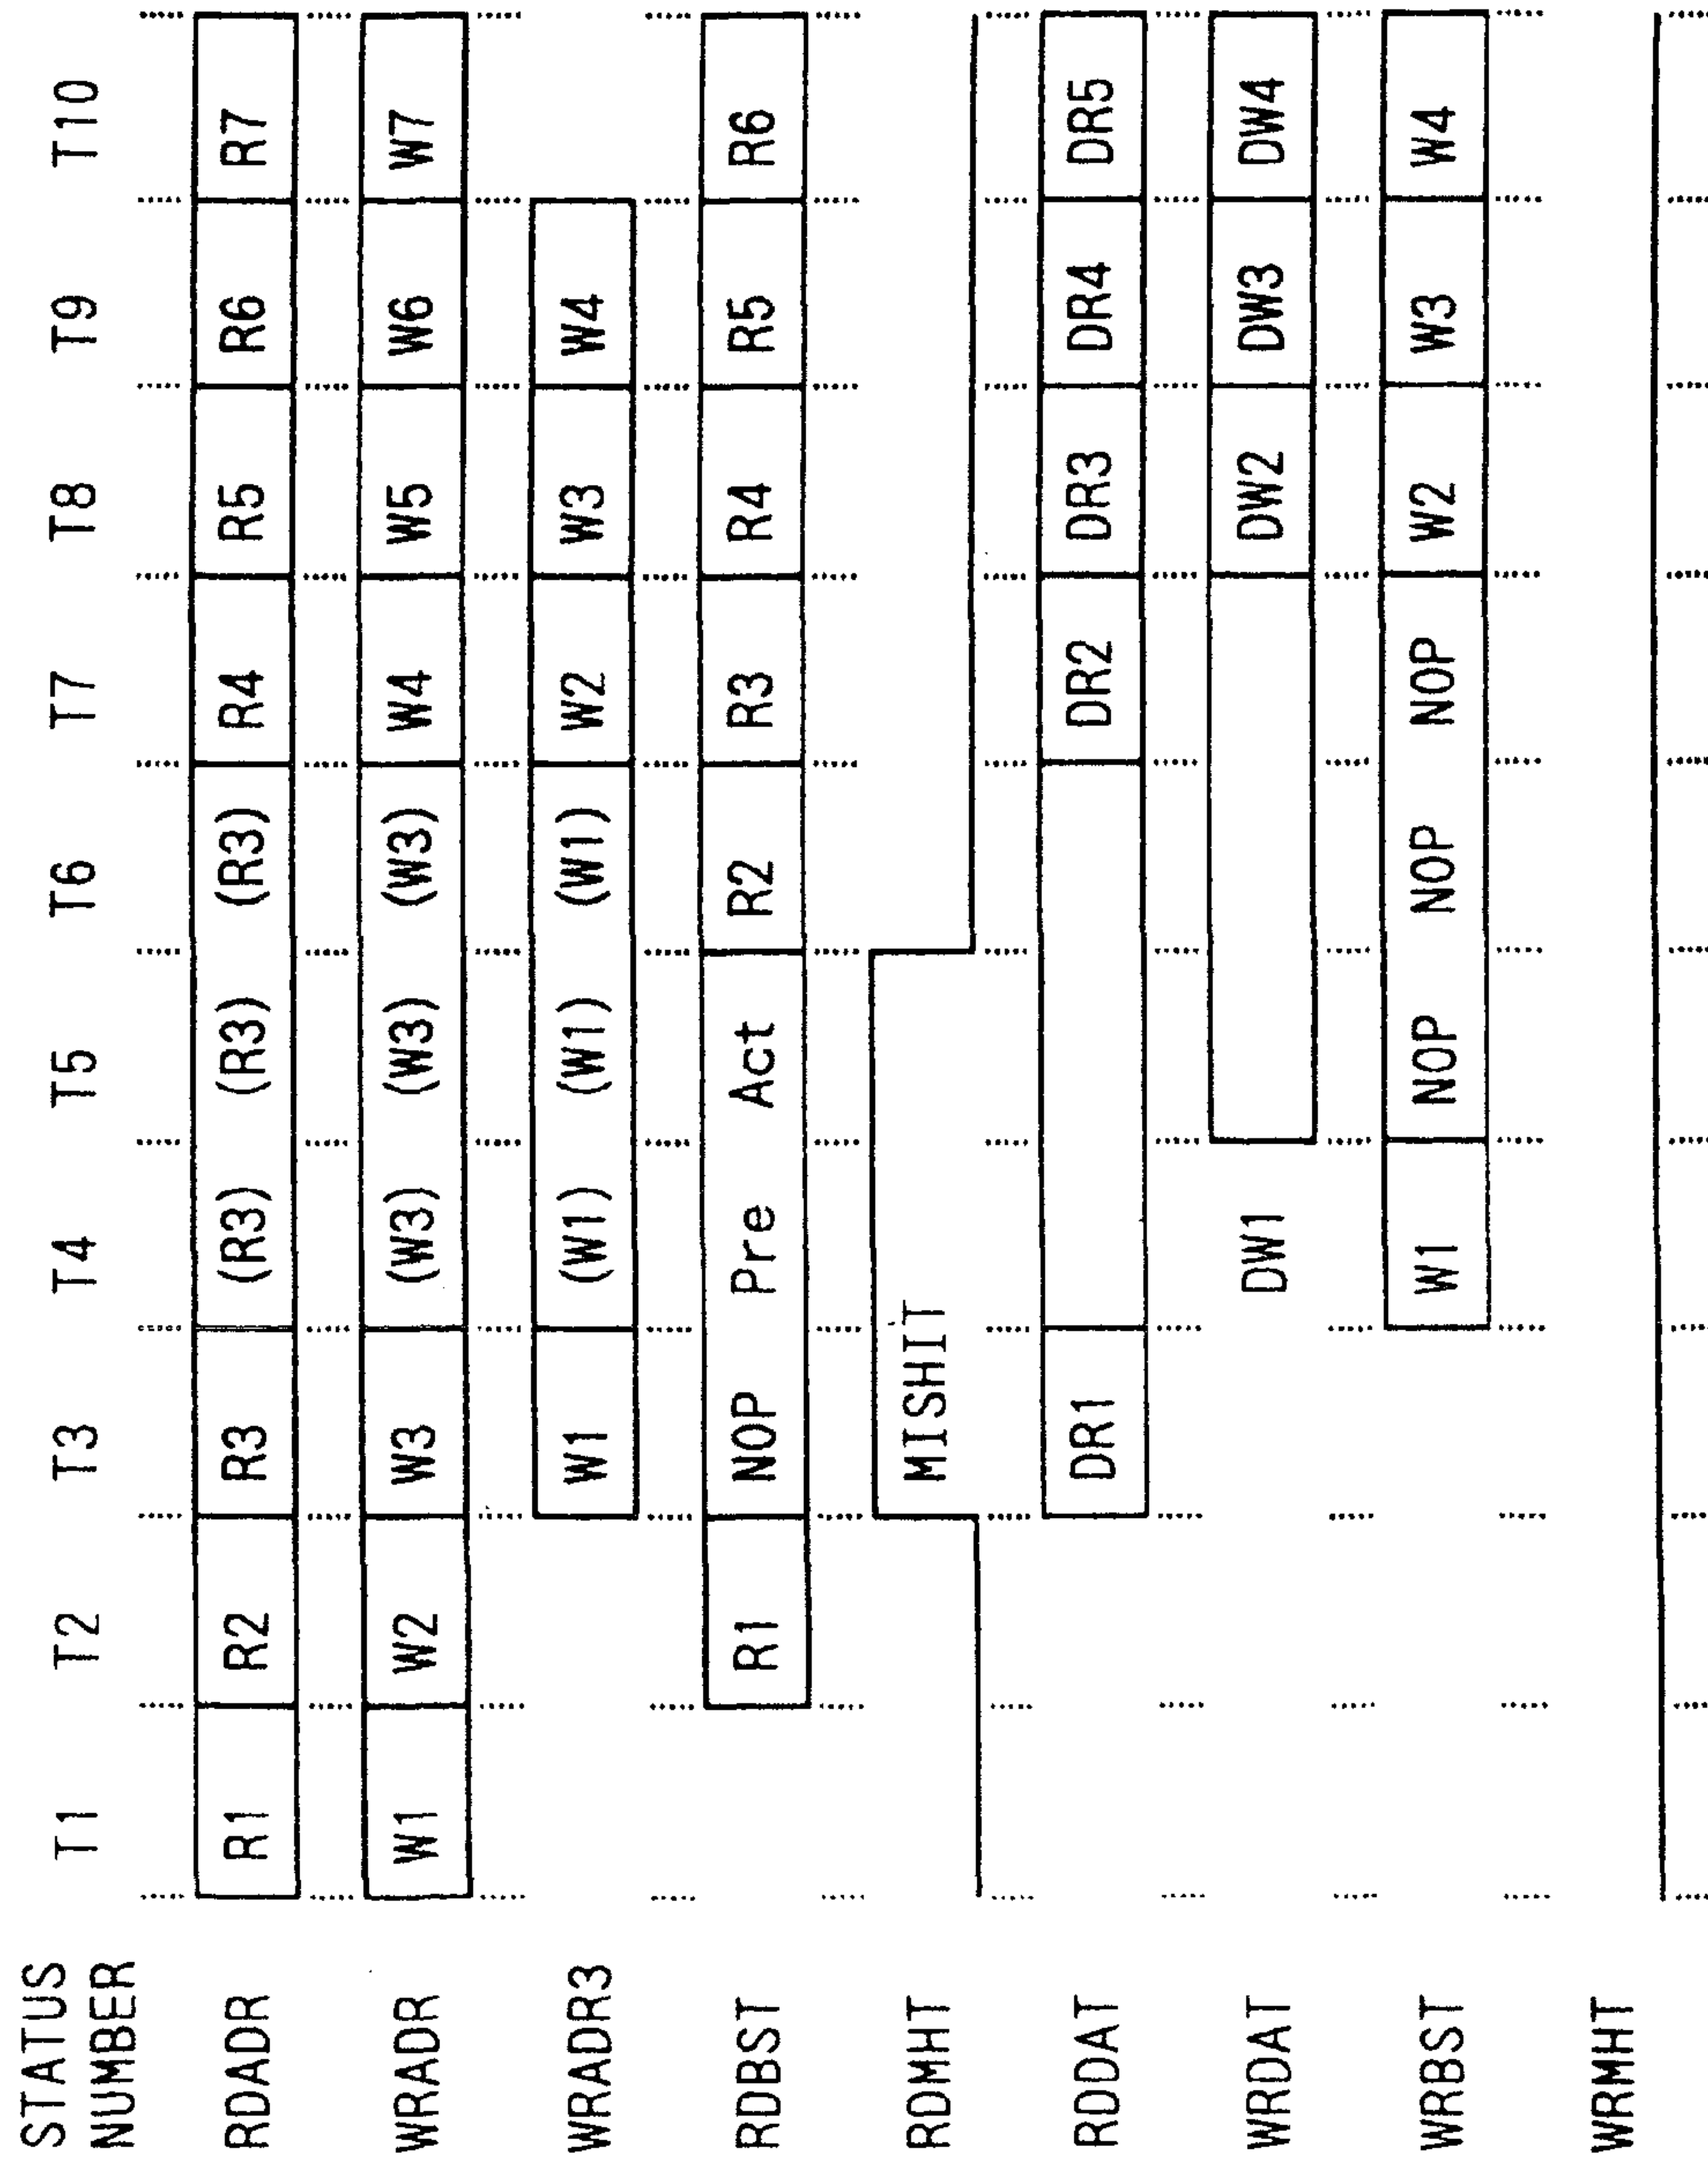 STATUS NUMBER T1 T2 T3 T4 T5 T6 T7 T8 T9 T10
RDADR R1 R2 R3 (R3) (R3) (R3) R4 R5 R6 R7
WRADR W1 W2 W3 (W3) (W3) (W3) W4 W5 W6 W7
WRADR3 W1 (W1) (W1) (W1) W2 W3 W4
RDBST R1 NOP Pre Act R2 R3 R4 R5 R6
RDMHT MISHIT
RDDAT DR1 DR2 DR3 DR4 DR5
WRDAT DW1 DW2 DW3 DW4
WRBST W1 NOP NOP NOP W2 W3 W4
WRMHT